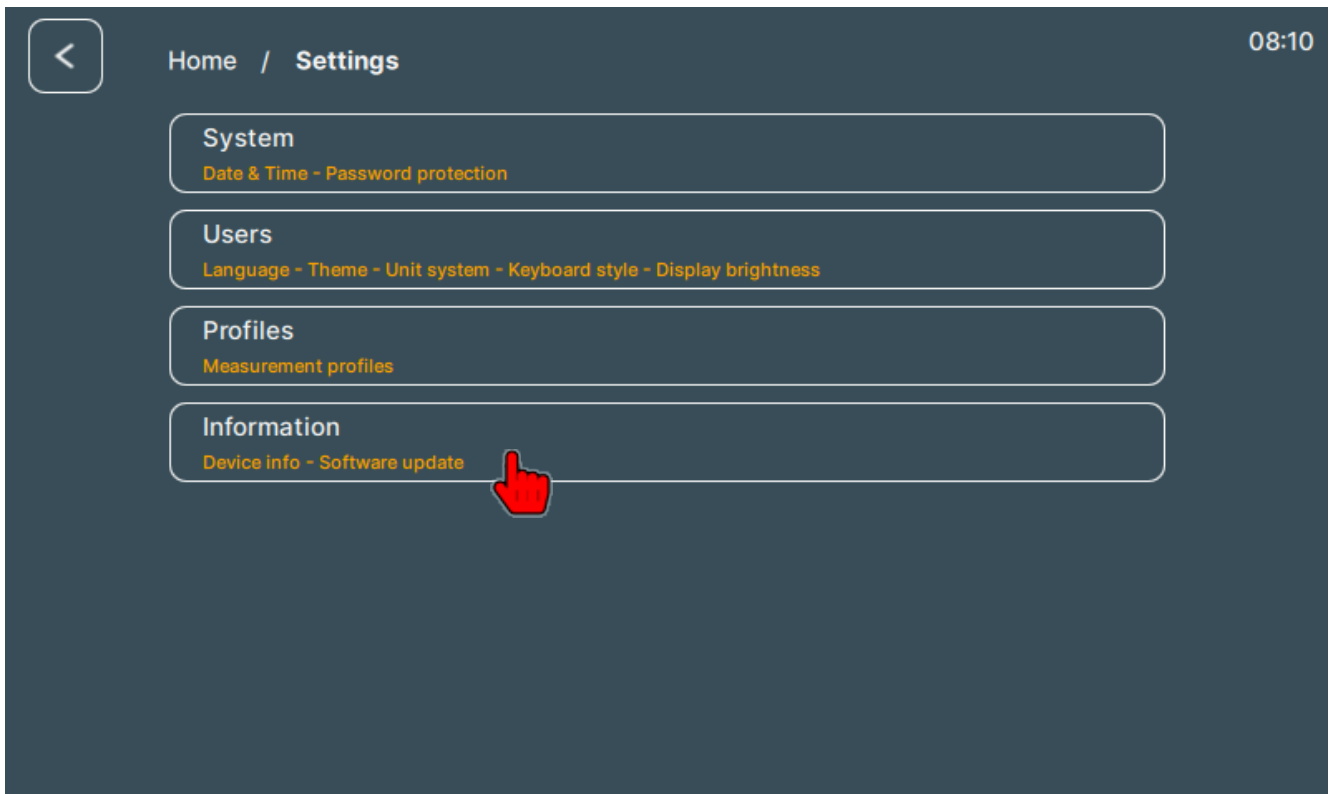 Home / Settings
08:10
System
Date & Time - Password protection
Users
Language - Theme - Unit system - Keyboard style - Display brightness
Profiles
Measurement profiles
Information
Device info - Software update